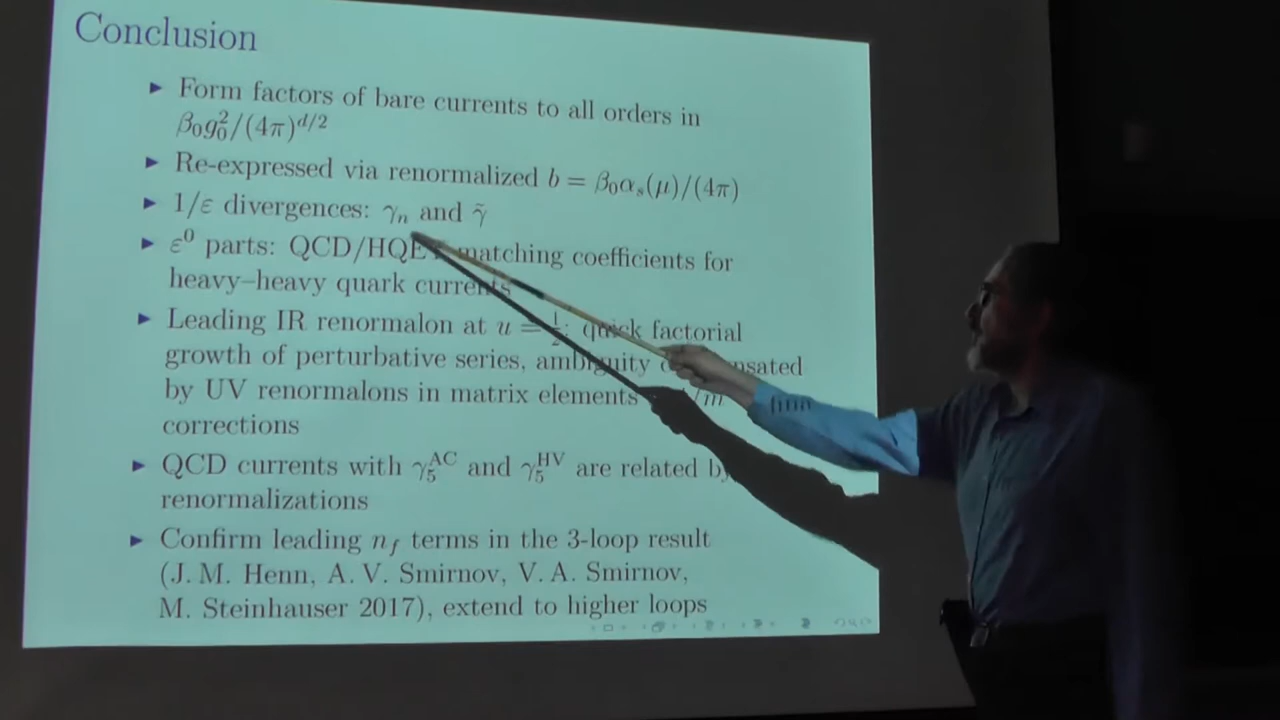 Conclusion
▶ Form factors of bare currents to all orders in
β₀g₀²/(4π)^{d/2}
▶ Re-expressed via renormalized b = β₀αₛ(μ)/(4π)
▶ 1/ε divergences: γₙ and γ̃
▶ ε⁰ parts: QCD/HQET matching coefficients for
heavy–heavy quark currents
▶ Leading IR renormalon at u = 1/2: quick factorial
growth of perturbative series, ambiguity
by UV renormalons in matrix elements /m
corrections
▶ QCD currents with γ₅^{AC} and γ₅^{HV} are related by
renormalizations
▶ Confirm leading n_f terms in the 3-loop result
(J. M. Henn, A. V. Smirnov, V. A. Smirnov,
M. Steinhauser 2017), extend to higher loops